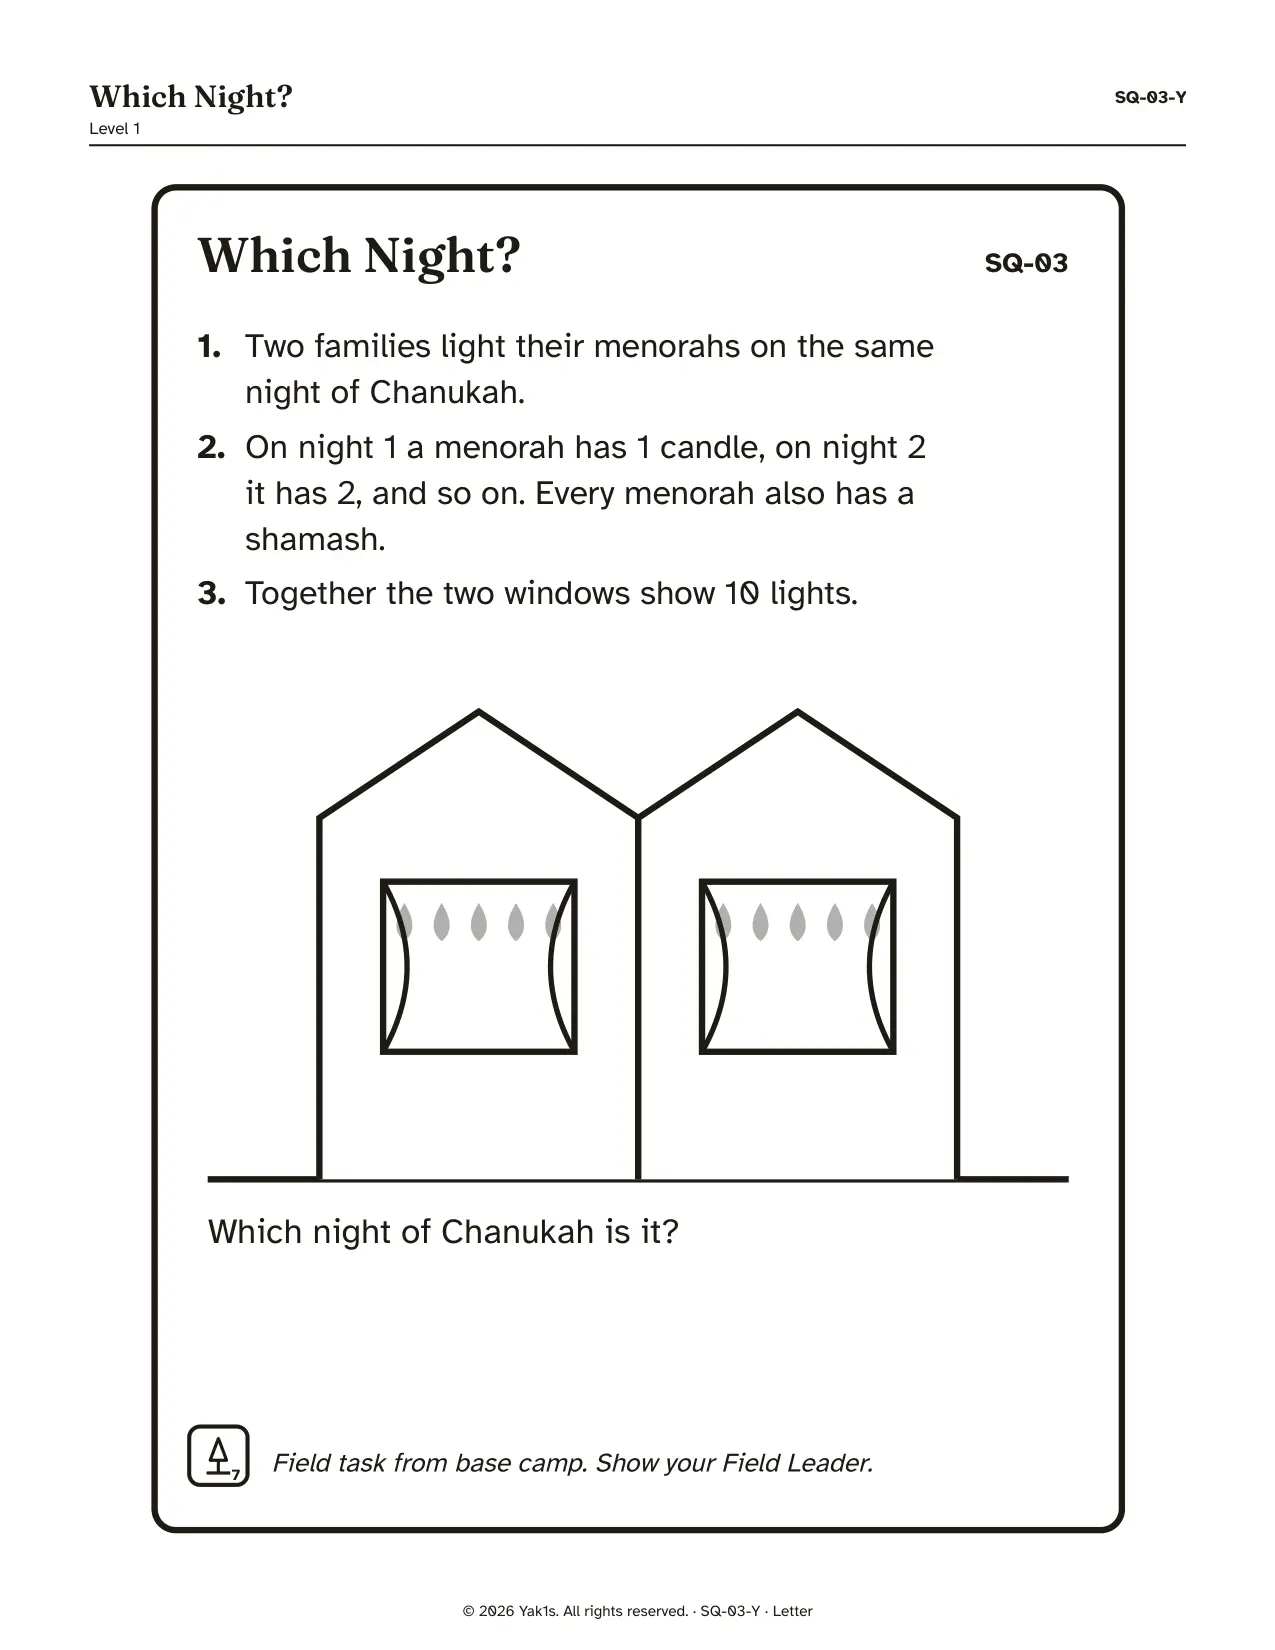 Which Night?
SQ-03-Y
Level 1
Which Night?
SQ-03
1. Two families light their menorahs on the same
night of Chanukah.
2. On night 1 a menorah has 1 candle, on night 2
it has 2, and so on. Every menorah also has a
shamash.
3. Together the two windows show 10 lights.
Which night of Chanukah is it?
7
Field task from base camp. Show your Field Leader.
© 2026 Yak1s. All rights reserved. · SQ-03-Y · Letter